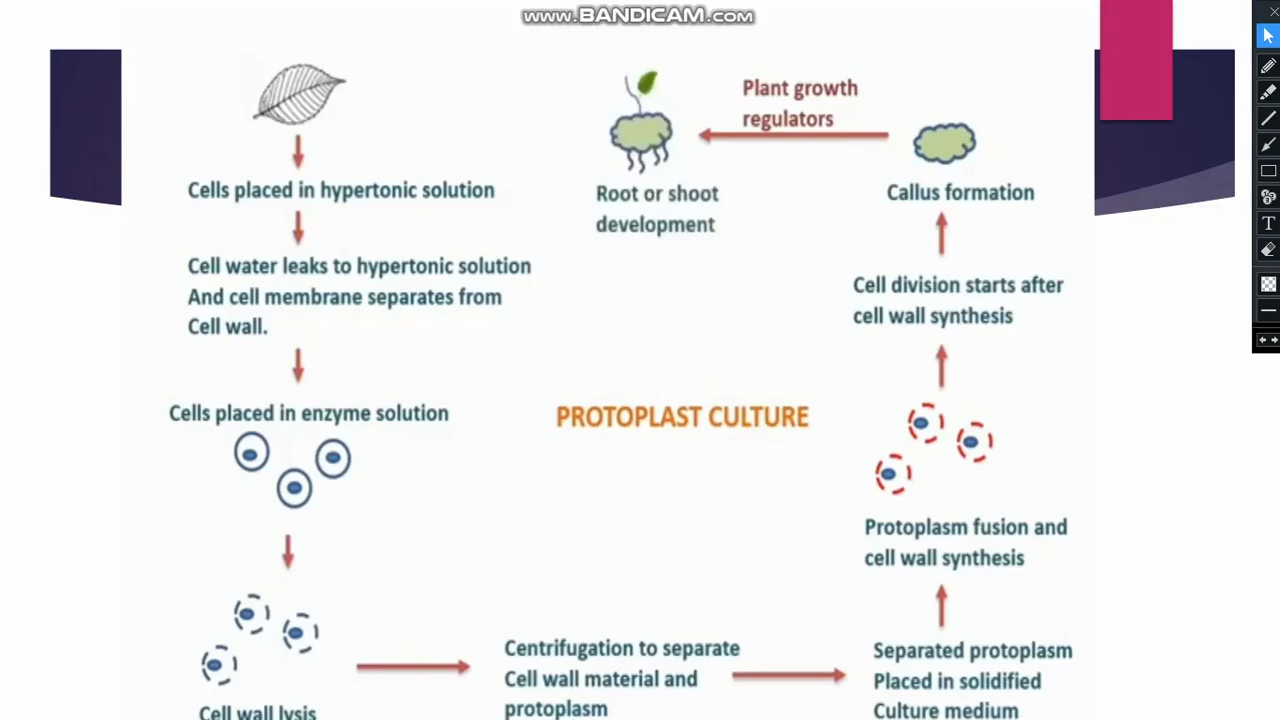 www.BANDICAM.com
Cells placed in hypertonic solution
Cell water leaks to hypertonic solution
And cell membrane separates from
Cell wall.
Cells placed in enzyme solution
Cell wall lysis
PROTOPLAST CULTURE
Centrifugation to separate
Cell wall material and
protoplasm
Separated protoplasm
Placed in solidified
Culture medium
Protoplasm fusion and
cell wall synthesis
Cell division starts after
cell wall synthesis
Callus formation
Plant growth
regulators
Root or shoot
development